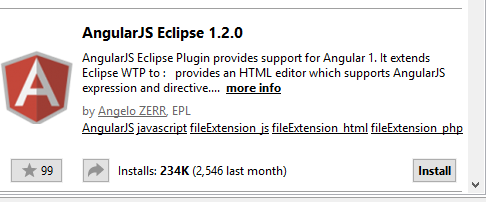 AngularJS Eclipse 1.2.0
AngularJS Eclipse Plugin provides support for Angular 1. It extends
Eclipse WTP to : provides an HTML editor which supports AngularJS
expression and directive.... more info
by Angelo ZERR, EPL
AngularJS javascript fileExtension_js fileExtension_html fileExtension_php
99 Installs: 234K (2,546 last month) Install